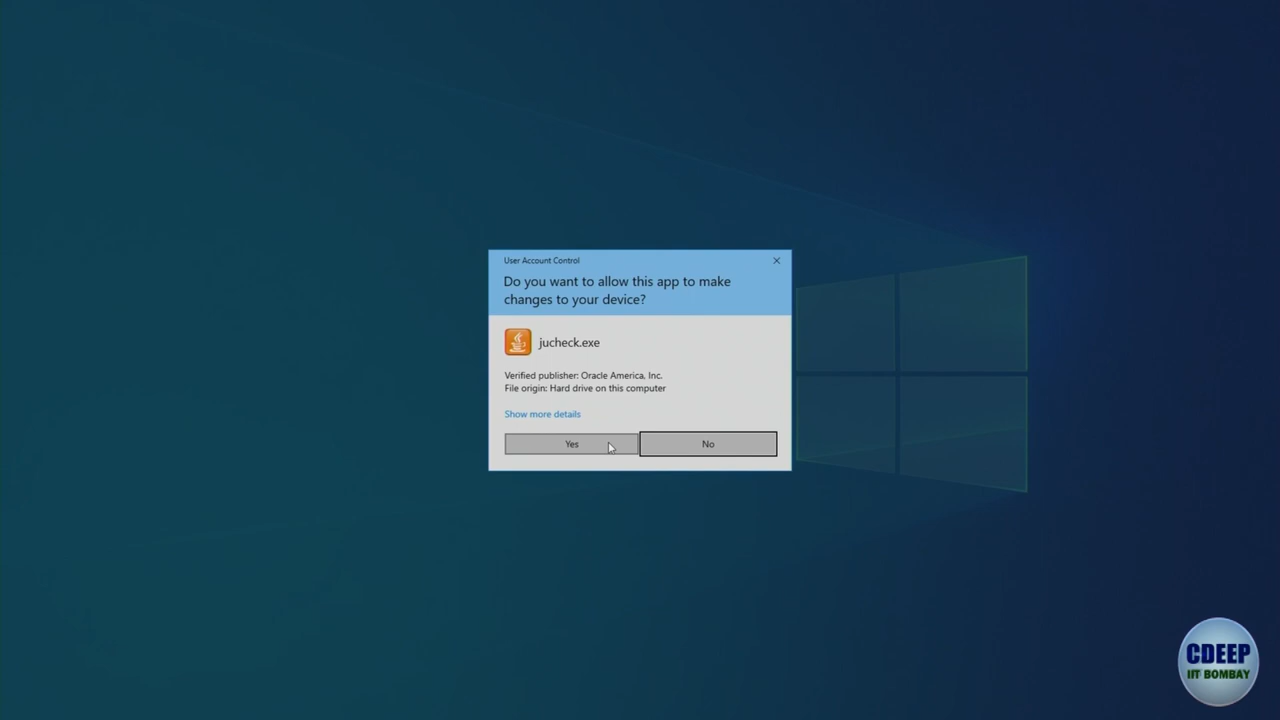 User Account Control
Do you want to allow this app to make
changes to your device?
jucheck.exe
Verified publisher: Oracle America, Inc.
File origin: Hard drive on this computer
Show more details
Yes
No
CDEEP
IIT BOMBAY